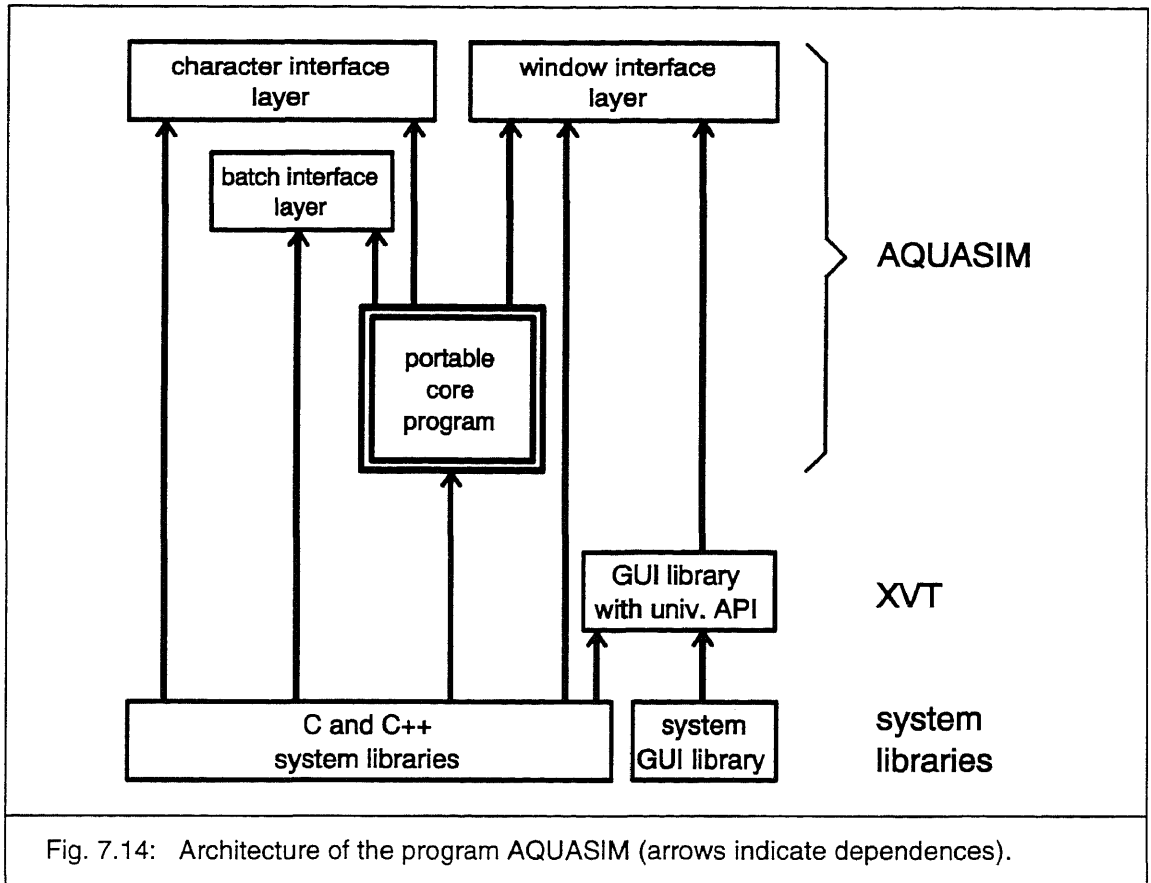 character interface
layer
window interface
layer
batch interface
layer
AQUASIM
portable
core
program
GUI library
with univ. API
XVT
C and C++
system libraries
system
GUI library
system
libraries
Fig. 7.14: Architecture of the program AQUASIM (arrows indicate dependences).